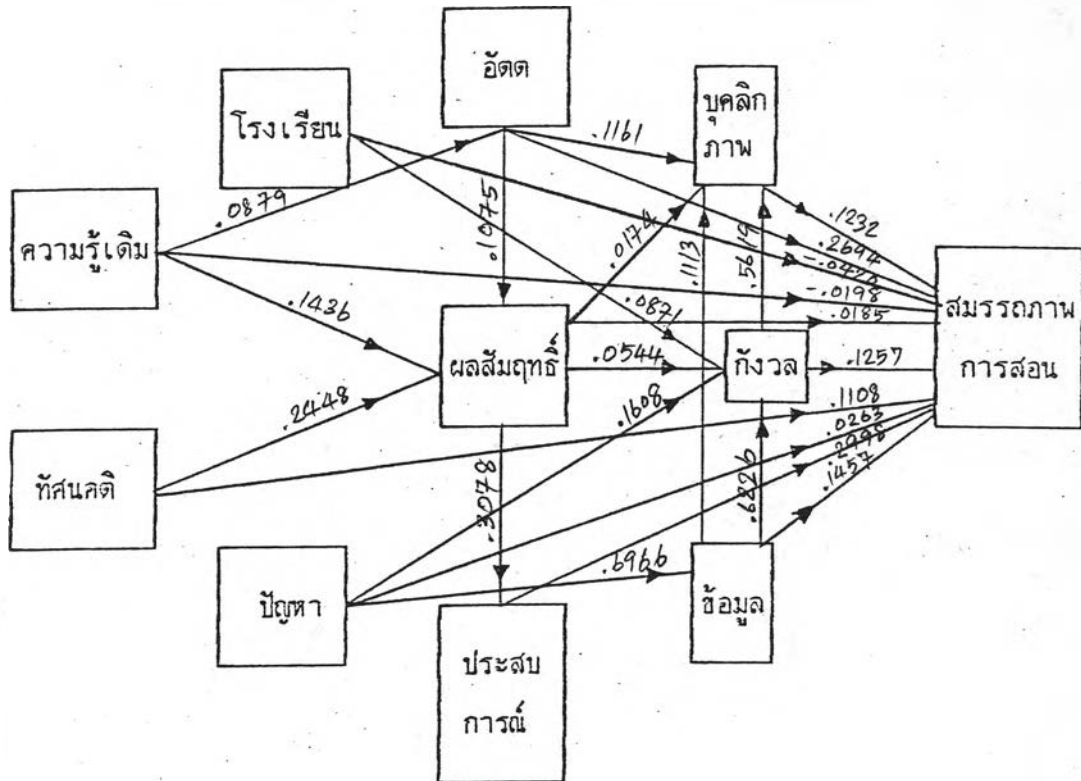 อัตต
บุคลิก
ภาพ
โรงเรียน
.1161
.0879
.1075
.0174
.1113
.5619
.1232
.2694
-.0198
.0185
ความรู้เดิม
สมรรถภาพ
การสอน
.1436
.0871
ผลสัมฤทธิ์
.0544
กังวล
.1257
.2448
.1608
.1108
.0263
.2998
.1457
ทัศนคติ
.3078
.6226
.6966
ปัญหา
ข้อมูล
ประสบ
การณ์